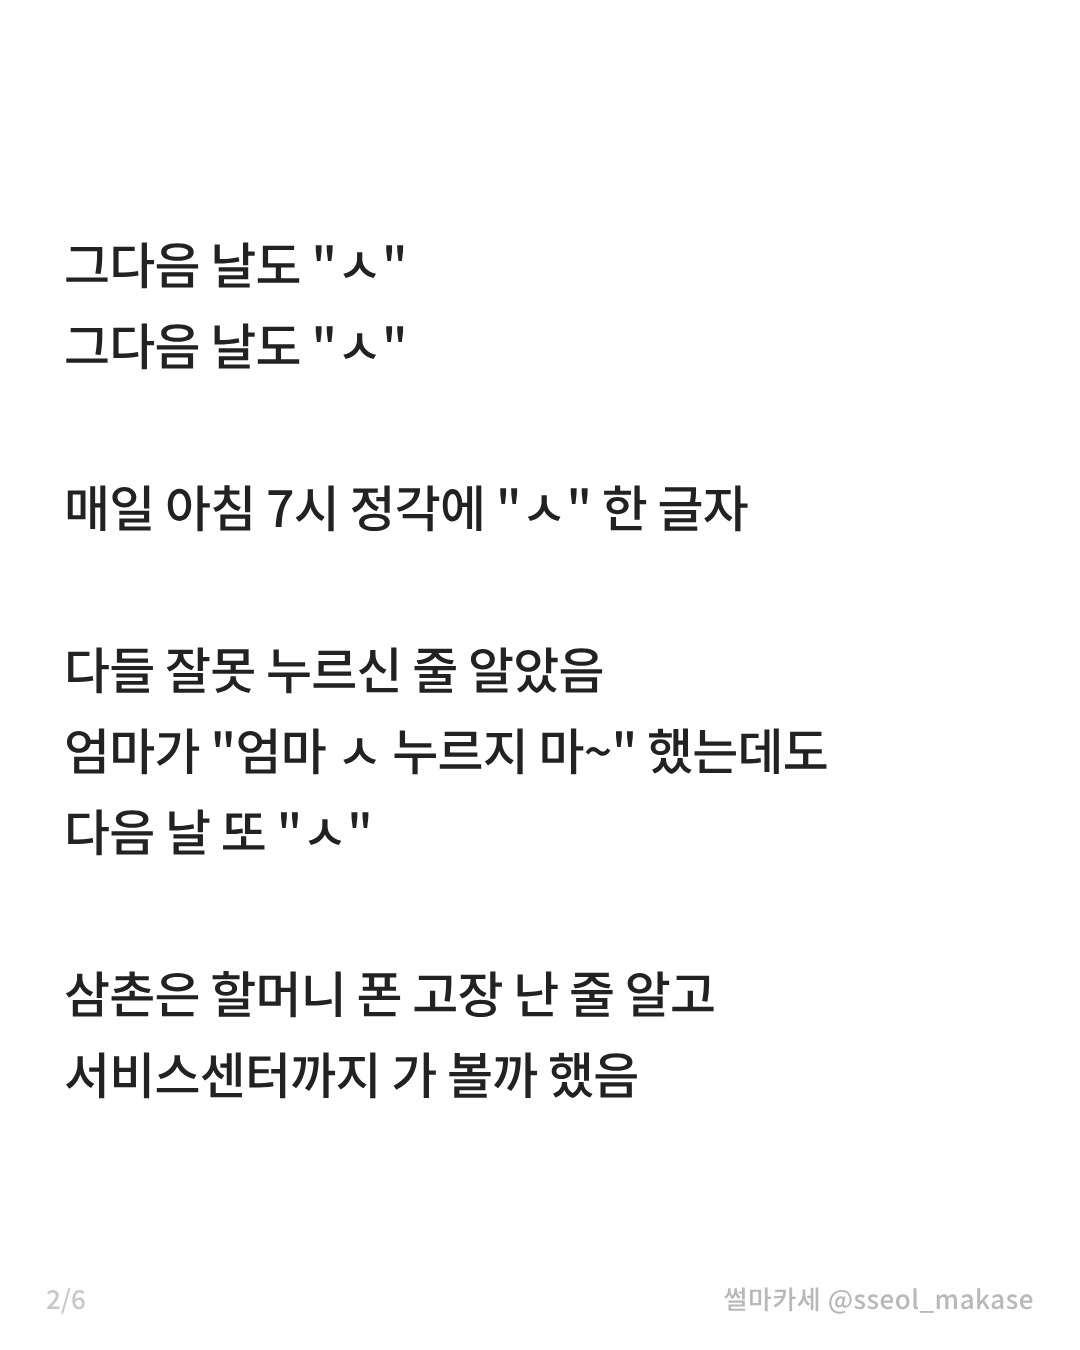 그다음 날도 "ㅅ"
그다음 날도 "ㅅ"
매일 아침 7시 정각에 "ㅅ" 한 글자
다들 잘못 누르신 줄 알았음
엄마가 "엄마 ㅅ 누르지 마~" 했는데도
다음 날 또 "ㅅ"
삼촌은 할머니 폰 고장 난 줄 알고
서비스센터까지 가 볼까 했음
2/6
썰마카세 @sseol_makase